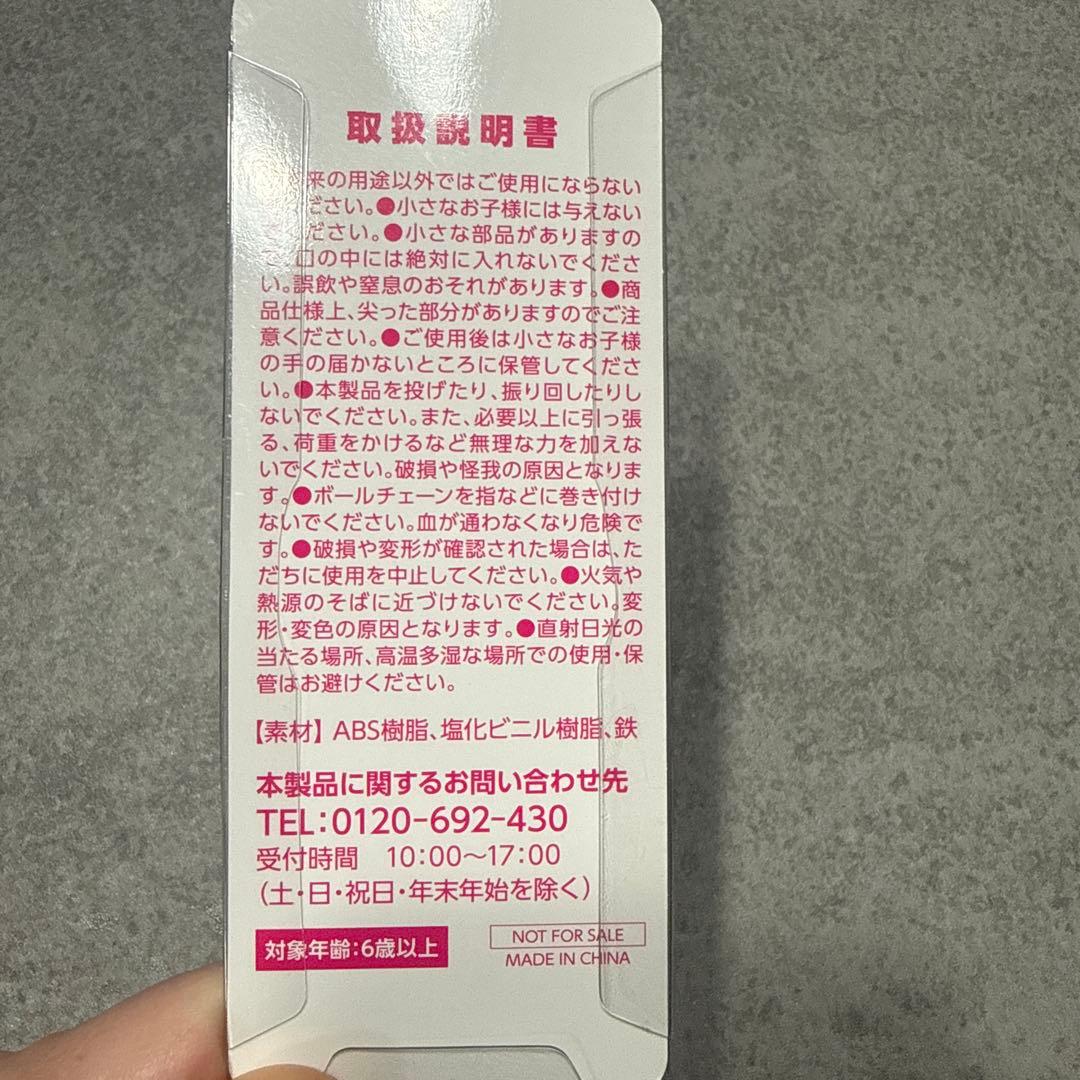 取扱説明書
来の用途以外ではご使用にならない
ださい。●小さなお子様には与えない
ださい。●小さな部品がありますの
口の中には絶対に入れないでくださ
い。誤飲や窒息のおそれがあります。●商
品仕様上、尖った部分がありますのでご注
意ください。●ご使用後は小さなお子様
の手の届かないところに保管してくださ
い。●本製品を投げたり、振り回したりし
ないでください。また、必要以上に引っ張
る、荷重をかけるなど無理な力を加えな
いでください。破損や怪我の原因となりま
す。●ボールチェーンを指などに巻き付け
ないでください。血が通わなくなり危険で
す。●破損や変形が確認された場合は、た
だちに使用を中止してください。●火気や
熱源のそばに近づけないでください。変
形・変色の原因となります。●直射日光の
当たる場所、高温多湿な場所での使用・保
管はお避けください。
【素材】ABS樹脂、塩化ビニル樹脂、鉄
本製品に関するお問い合わせ先
TEL:0120-692-430
受付時間 10:00～17:00
(土・日・祝日・年末年始を除く)
対象年齢:6歳以上
NOT FOR SALE
MADE IN CHINA